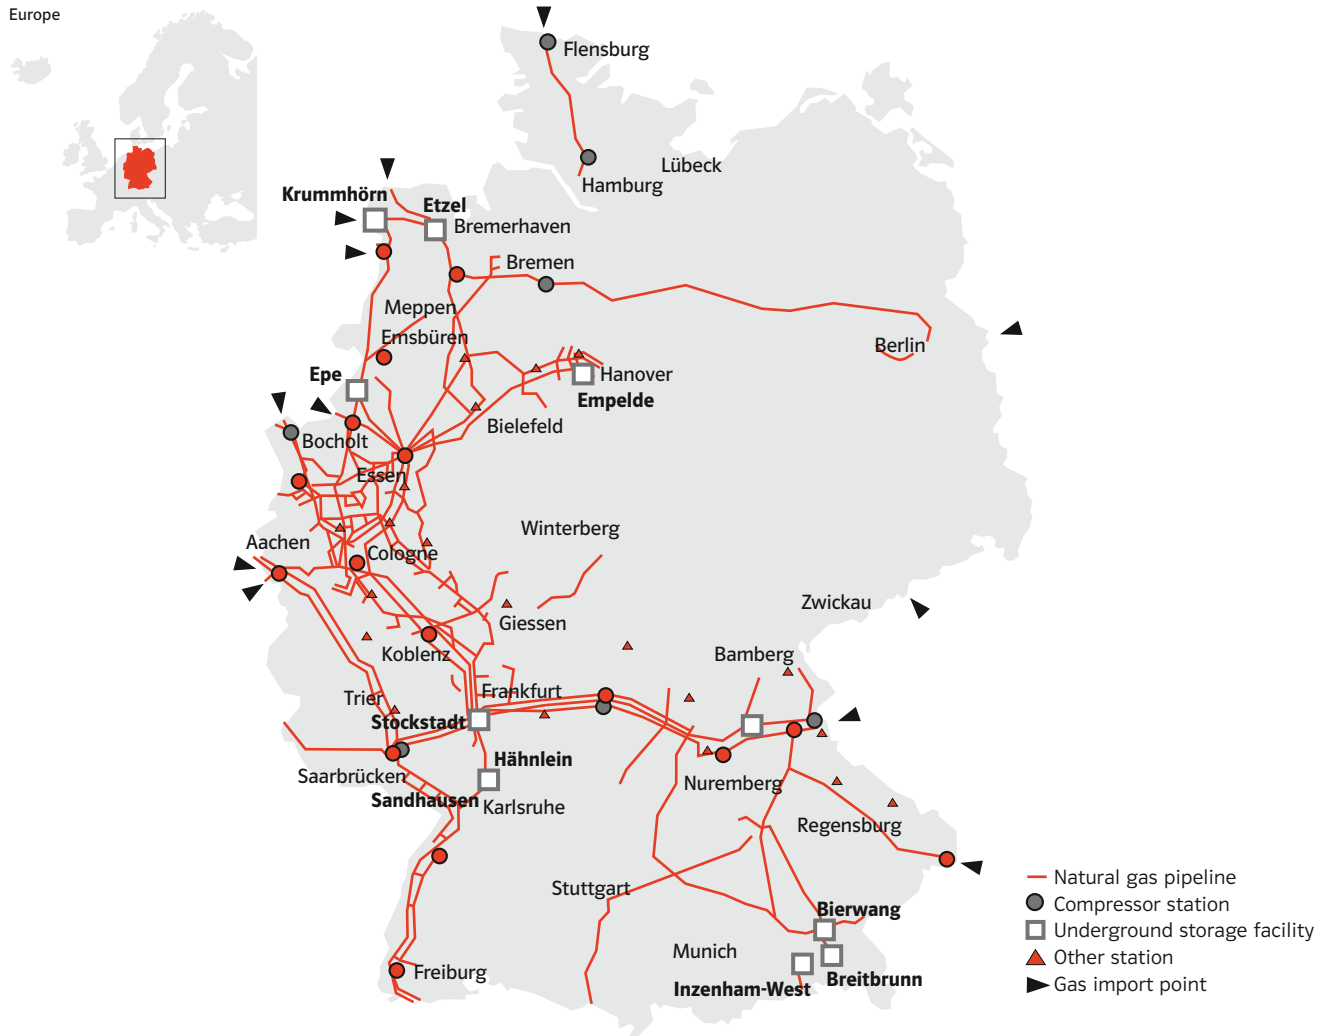 Europe
Flensburg
Lübeck
Hamburg
Krummhörn
Etzel
Bremerhaven
Bremen
Meppen
Emsbüren
Berlin
Epe
Hanover
Empelde
Bielefeld
Bocholt
Essen
Winterberg
Aachen
Cologne
Zwickau
Giessen
Koblenz
Bamberg
Trier
Frankfurt
Stockstadt
Hähnlein
Saarbrücken
Nuremberg
Sandhausen
Karlsruhe
Regensburg
Natural gas pipeline
Stuttgart
Compressor station
Bierwang
Underground storage facility
Munich
Other station
Breitbrunn
Inzenham-West
Freiburg
Gas import point